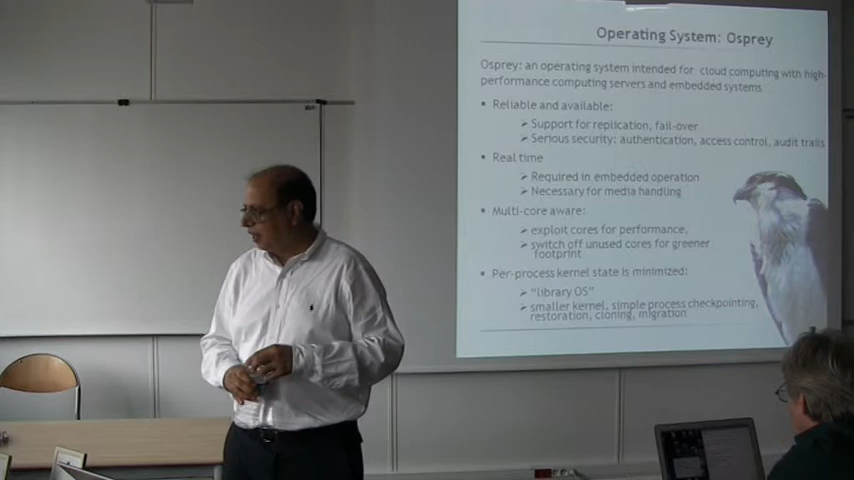 Operating System: Osprey
Osprey: an operating system intended for cloud computing with high-
performance computing servers and embedded systems
• Reliable and available:
➢ Support for replication, fail-over
➢ Serious security: authentication, access control, audit trails
• Real time
➢ Required in embedded operation
➢ Necessary for media handling
• Multi-core aware:
➢ exploit cores for performance,
➢ switch off unused cores for greener
footprint
• Per-process kernel state is minimized:
➢ "library OS"
➢ smaller kernel, simple process checkpointing,
restoration, cloning, migration